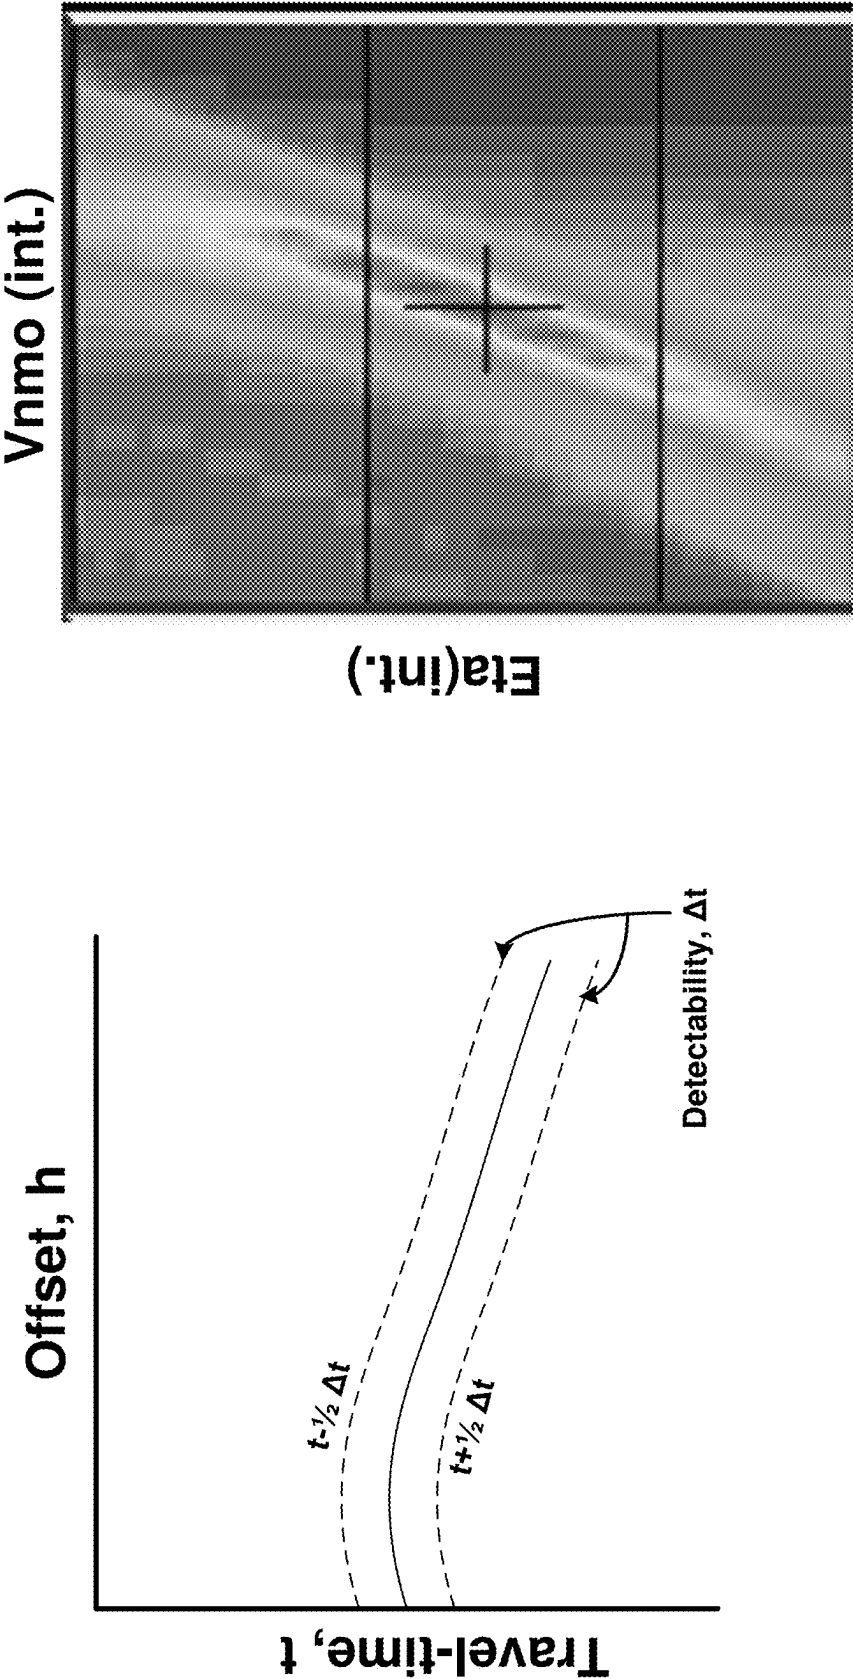 Vnmo (int.)
Eta(int.)
Offset, h
Travel-time, t
t-½ Δt
t+½ Δt
Detectability, Δt